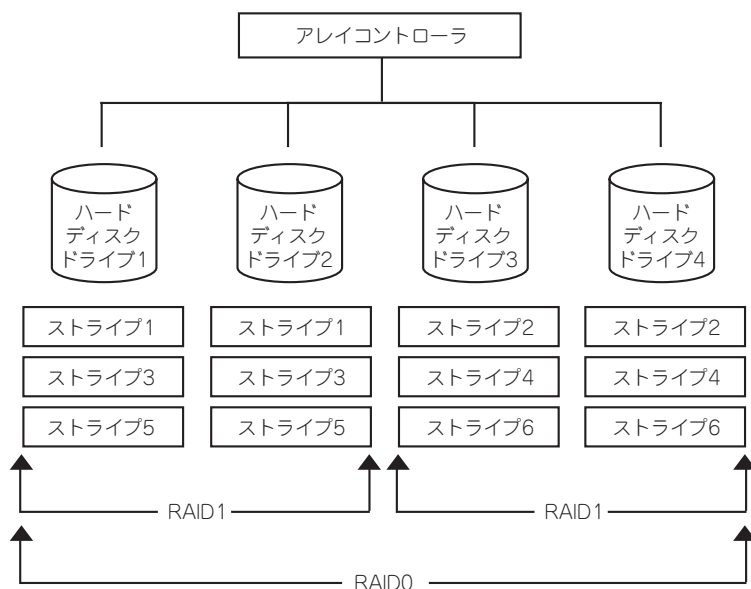 アレイコントローラ
ハード
ディスク
ドライブ1
ハード
ディスク
ドライブ2
ハード
ディスク
ドライブ3
ハード
ディスク
ドライブ4
ストライプ1
ストライプ1
ストライプ2
ストライプ2
ストライプ3
ストライプ3
ストライプ4
ストライプ4
ストライプ5
ストライプ5
ストライプ6
ストライプ6
RAID1
RAID1
RAID0